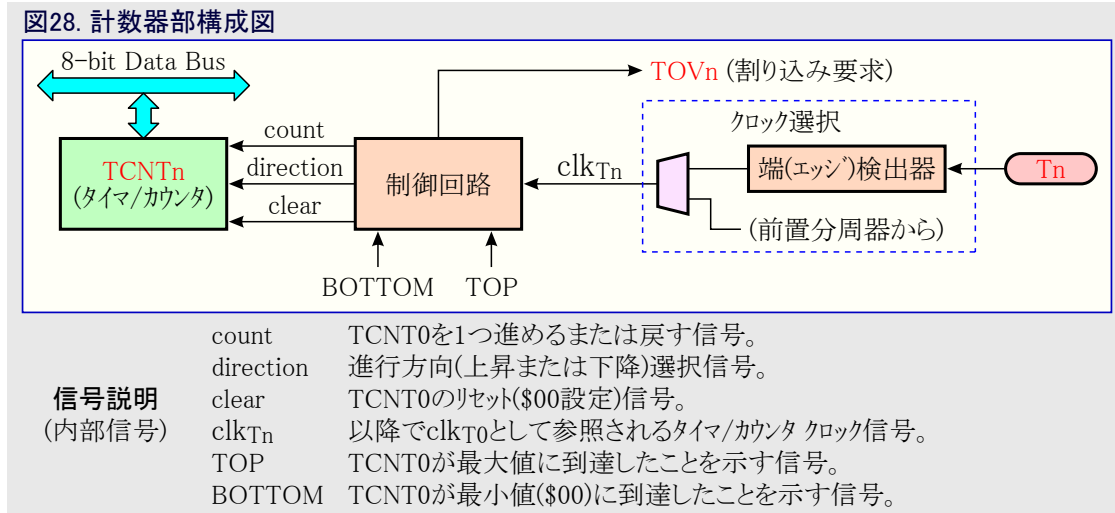 図28. 計数器部構成図
8-bit Data Bus
TOVn (割り込み要求)
クロック選択
count
TCNTn
(タイマ/カウンタ)
direction
制御回路
clkTn
端(エッジ)検出器
Tn
clear
(前置分周器から)
BOTTOM TOP
count TCNT0を1つ進めるまたは戻す信号。
direction 進行方向(上昇または下降)選択信号。
信号説明 clear TCNT0のリセット($00設定)信号。
(内部信号) clkTn 以降でclkT0として参照されるタイマ/カウンタ クロック信号。
TOP TCNT0が最大値に到達したことを示す信号。
BOTTOM TCNT0が最小値($00)に到達したことを示す信号。